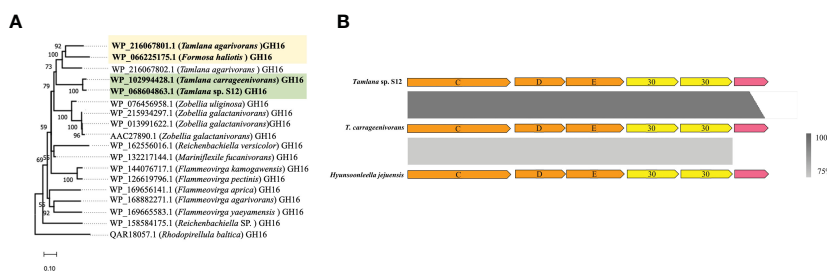 A
92
WP_216067801.1 (Tamlana agarivorans )GH16
100
WP_066225175.1 (Formosa haliotis ) GH16
73
WP_216067802.1 (Tamlana agarivorans )GH16
79
100
WP_102994428.1 (Tamlana carrageenivorans) GH16
WP_068604863.1 (Tamlana sp. S12) GH16
WP_076456958.1 (Zobellia uliginosa) GH16
100
WP_215934297.1 (Zobellia galactanivorans) GH16
59
100
WP_013991622.1 (Zobellia galactanivorans)GH16
96
AAC27890.1 (Zobellia galactanivorans) GH16
WP_162556016.1 (Reichenbachiella versicolor) GH16
69
WP_132217144.1 (Mariniflexile fucanivorans) GH16
WP_144076717.1 (Flammeovirga kamogawensis) GH16
100
WP_126619796.1 (Flammeovirga pectinis) GH16
WP_169656141.1 (Flammeovirga aprica) GH16
WP_168882271.1 (Flammeovirga agarivorans) GH16
92
WP_169665583.1 (Flammeovirga yaeyamensis ) GH16
WP_158584175.1 (Reichenbachiella SP. ) GH16
QAR18057.1 (Rhodopirellula baltica) GH16
0.10
B
Tamlana sp. S12
C D E 30 30
T. carrageenivorans
C D E 30 30
Hyunsoonleella jejuensis
C D E 30 30
100
75%